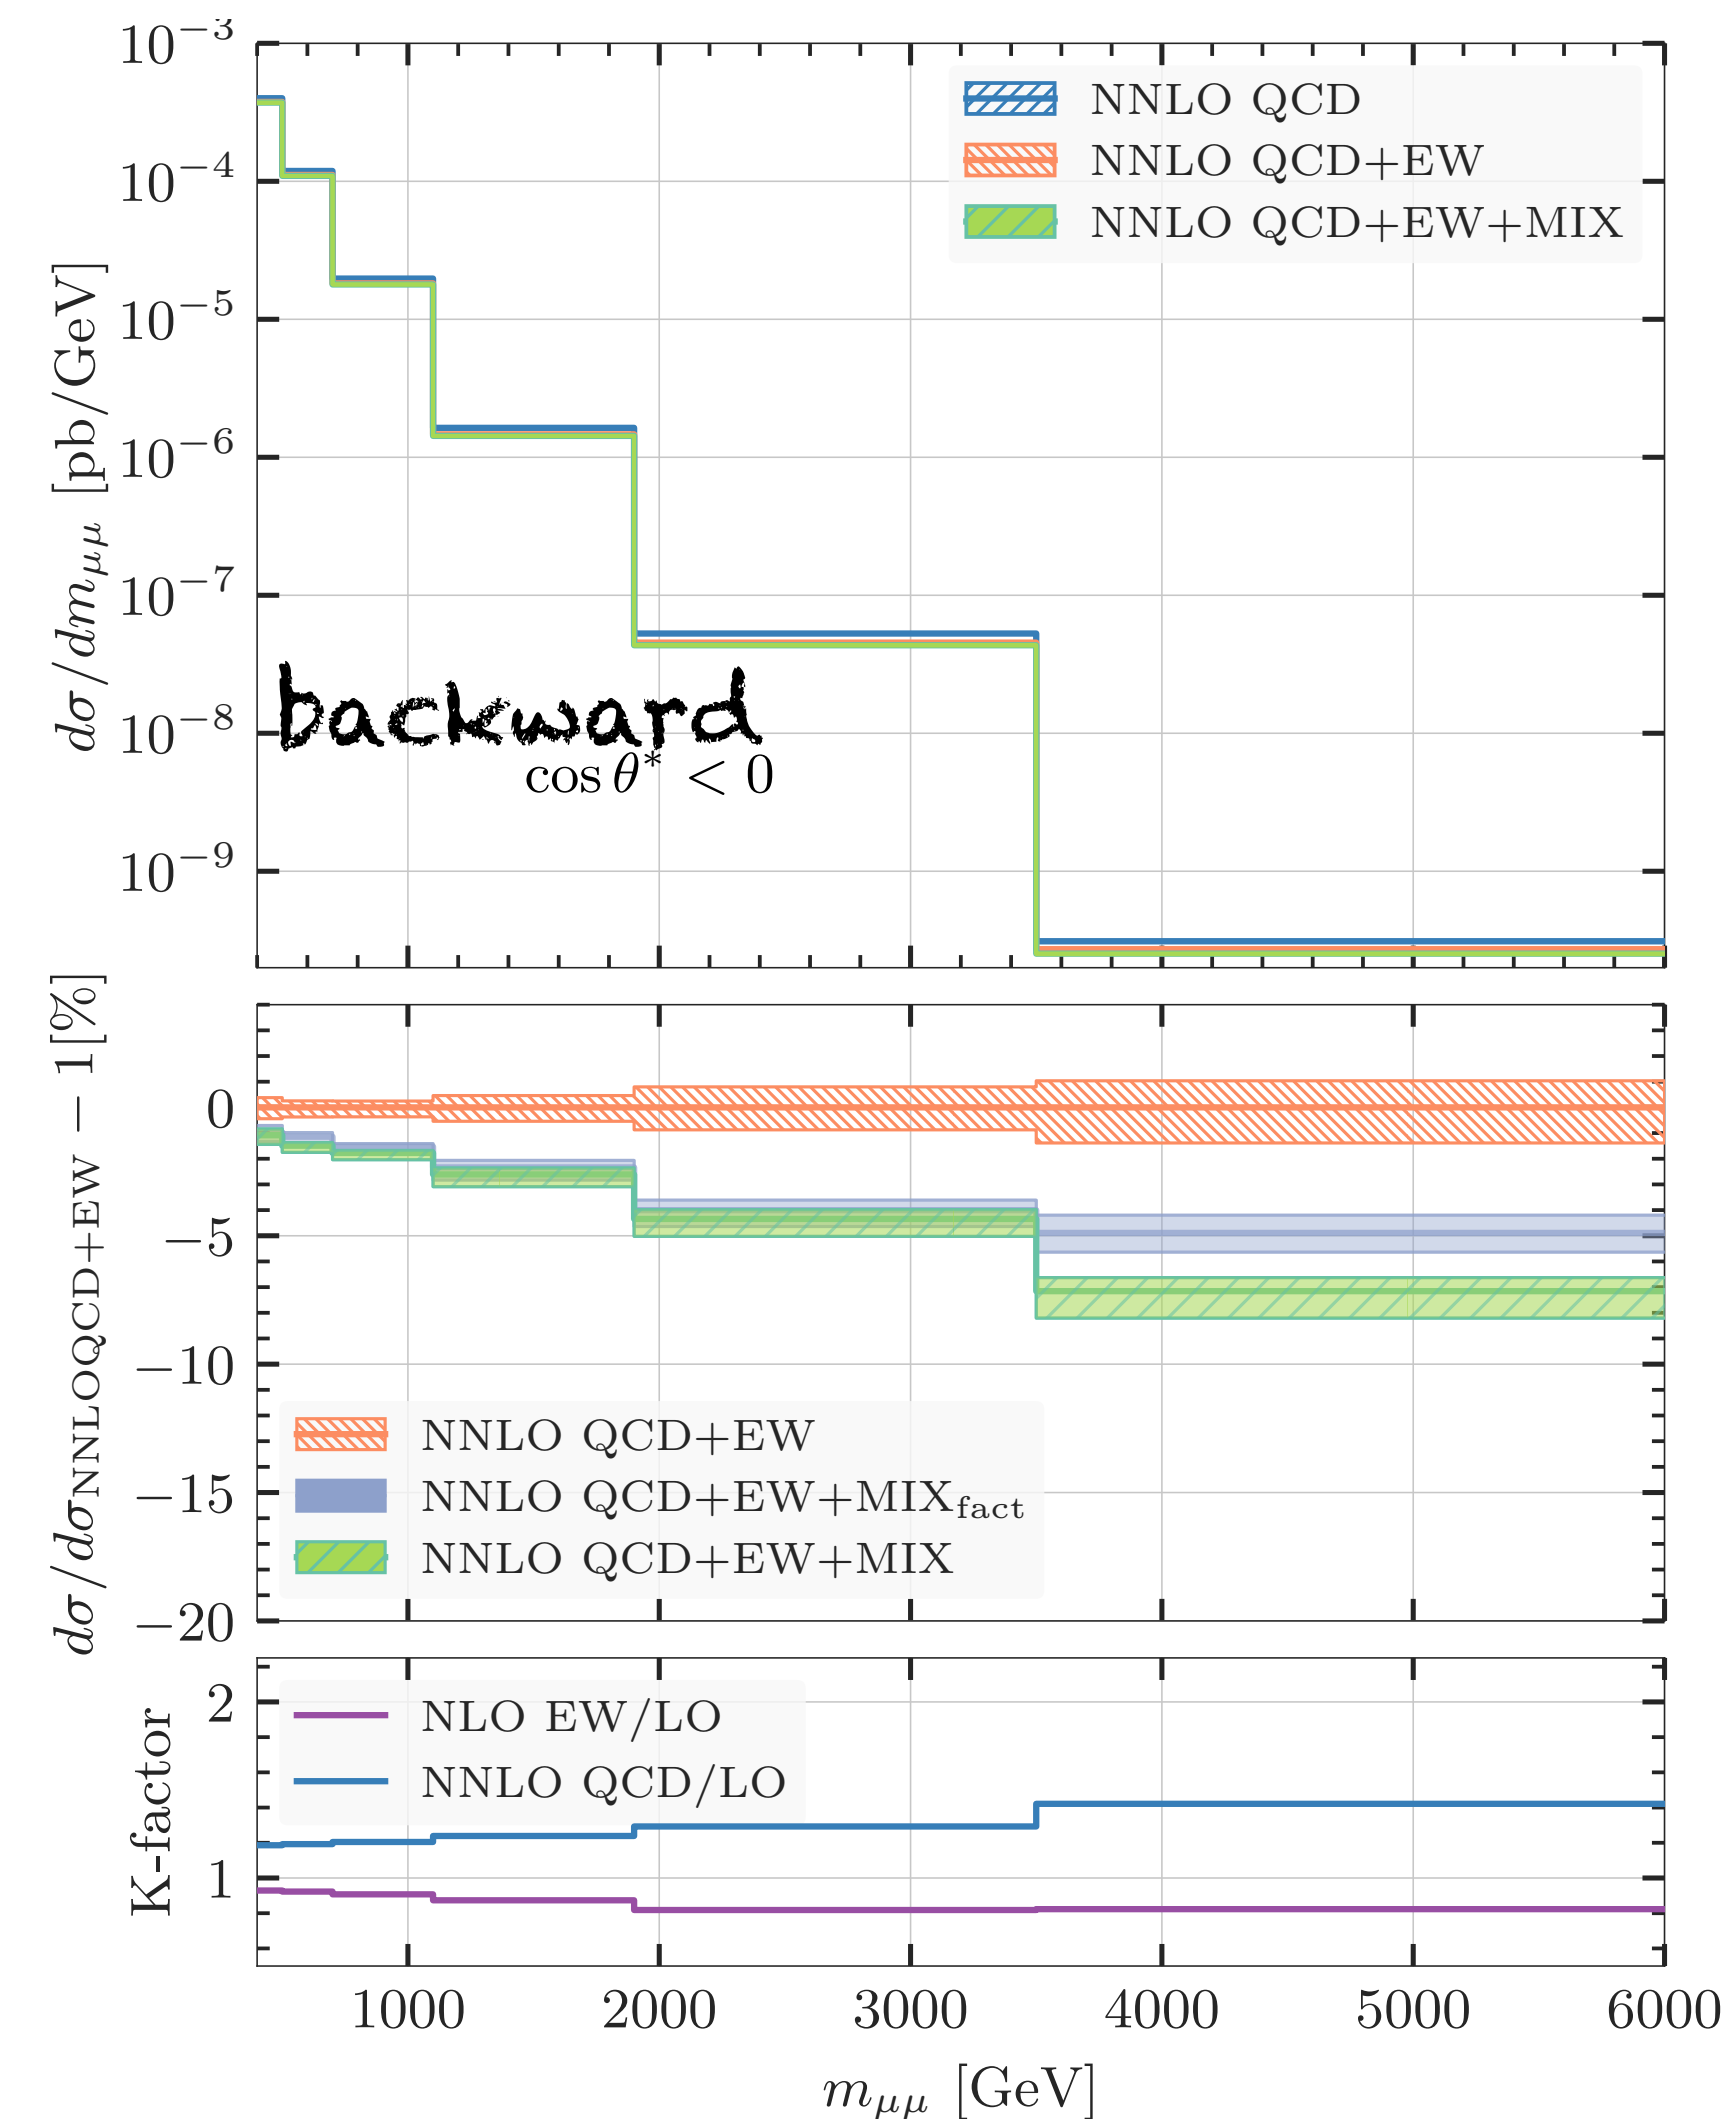 10⁻³
10⁻⁴
10⁻⁵
10⁻⁶
10⁻⁷
10⁻⁸
10⁻⁹
dσ/dm_μμ [pb/GeV]
NNLO QCD
NNLO QCD+EW
NNLO QCD+EW+MIX
backward
cos θ* < 0
dσ/dσ_NNLOQCD+EW − 1[%]
0
−5
−10
−15
−20
NNLO QCD+EW
NNLO QCD+EW+MIX_fact
NNLO QCD+EW+MIX
K-factor
2
1
NLO EW/LO
NNLO QCD/LO
1000 2000 3000 4000 5000 6000
m_μμ [GeV]